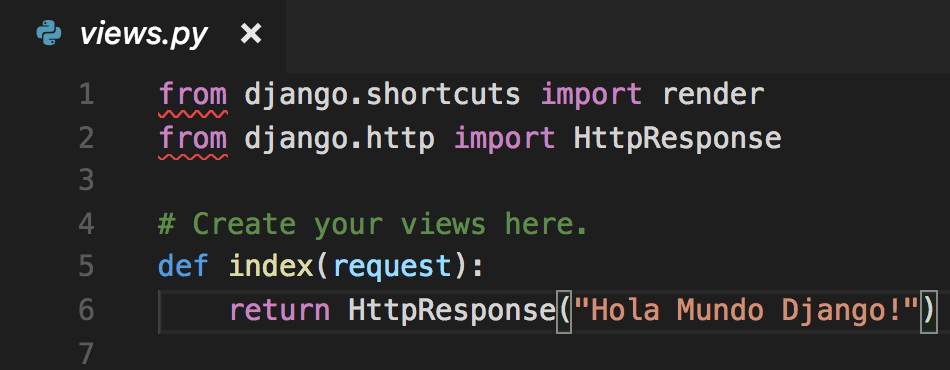 views.py ×
1 from django.shortcuts import render
2 from django.http import HttpResponse
3
4 # Create your views here.
5 def index(request):
6     return HttpResponse("Hola Mundo Django!")
7